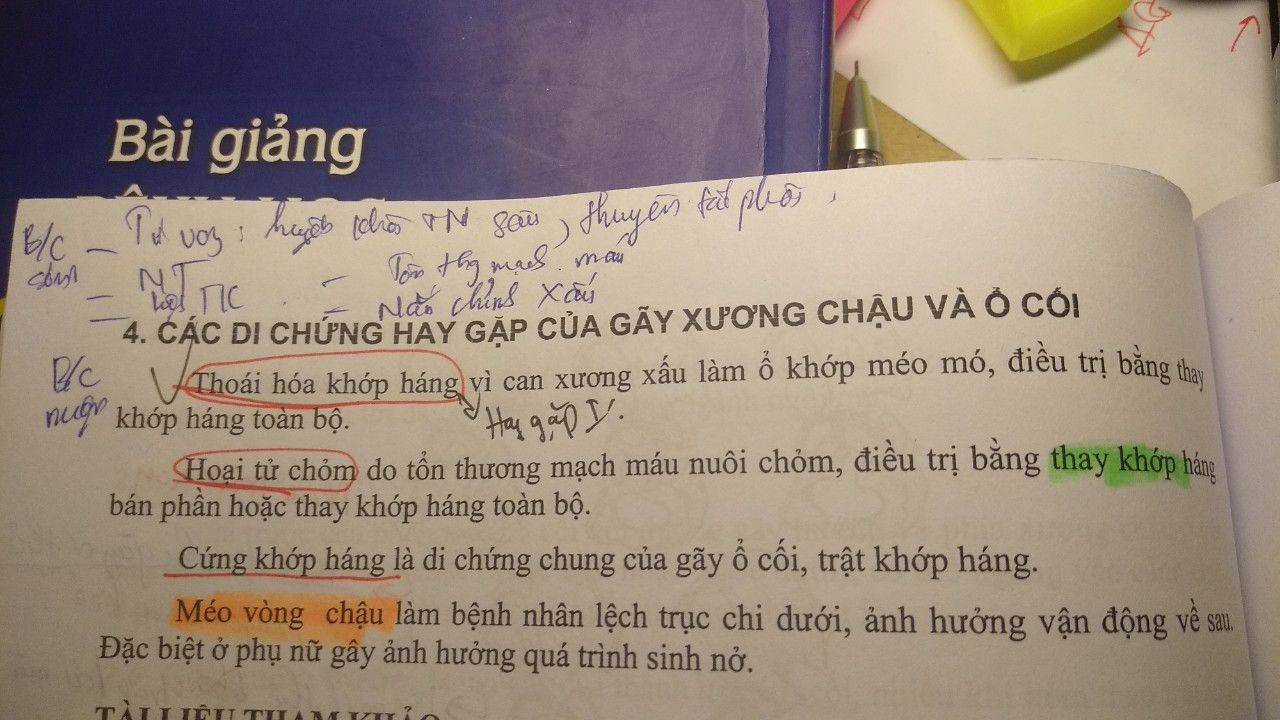 Bài giảng
B/C sớm - Tử vong, huyết khối TN sâu, thuyên tắc phổi.
- NT - Tổn thg mạch máu
- - Nắn chỉnh xấu
4. CÁC DI CHỨNG HAY GẶP CỦA GÃY XƯƠNG CHẬU VÀ Ổ CỐI
B/C muộn
Thoái hóa khớp háng vì can xương xấu làm ổ khớp méo mó, điều trị bằng thay
khớp háng toàn bộ.
Hay gặp
Hoại tử chỏm do tổn thương mạch máu nuôi chỏm, điều trị bằng thay khớp háng
bán phần hoặc thay khớp háng toàn bộ.
Cứng khớp háng là di chứng chung của gãy ổ cối, trật khớp háng.
Méo vòng chậu làm bệnh nhân lệch trục chi dưới, ảnh hưởng vận động về sau.
Đặc biệt ở phụ nữ gây ảnh hưởng quá trình sinh nở.
TÀI LIỆU THAM KHẢO